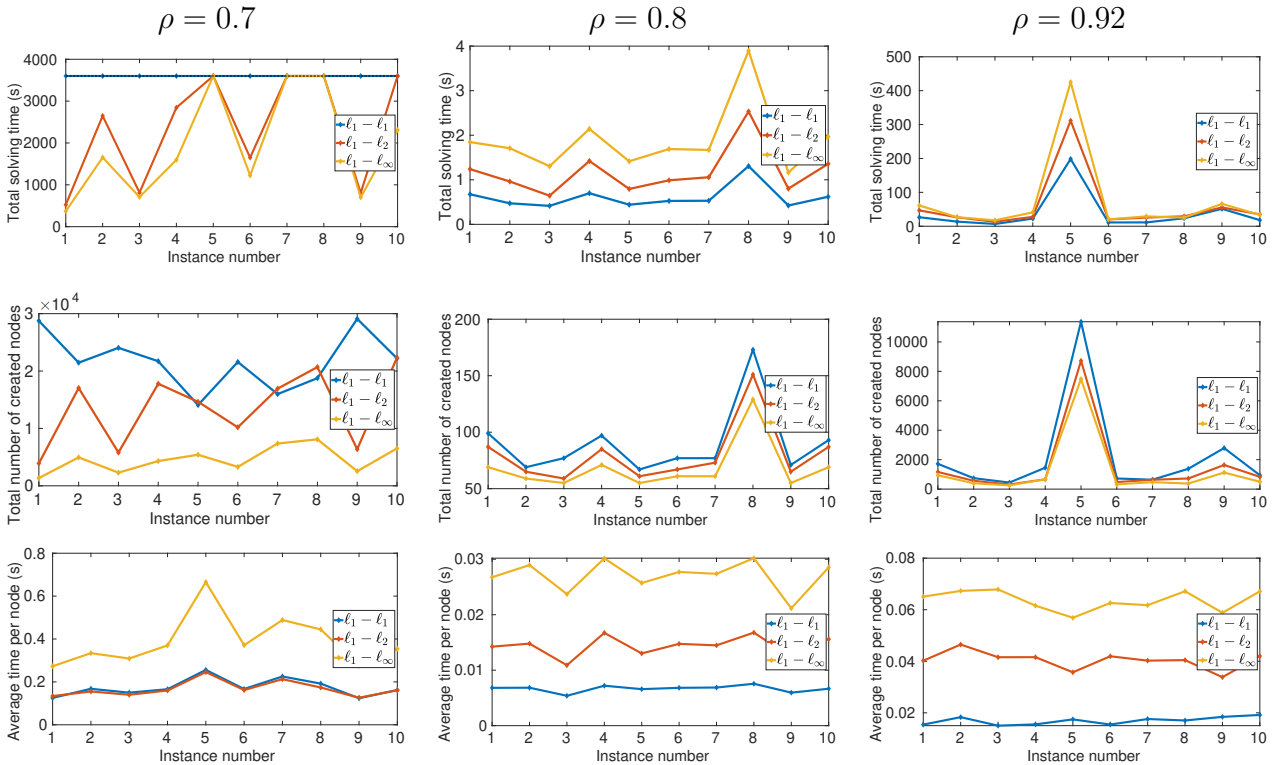 ρ = 0.7
ρ = 0.8
ρ = 0.92
Total solving time (s)
4000
3000
2000
1000
0
1 2 3 4 5 6 7 8 9 10
Instance number
ℓ₁ − ℓ₁
ℓ₁ − ℓ₂
ℓ₁ − ℓ∞
Total solving time (s)
4
3
2
1
0
1 2 3 4 5 6 7 8 9 10
Instance number
ℓ₁ − ℓ₁
ℓ₁ − ℓ₂
ℓ₁ − ℓ∞
Total solving time (s)
500
400
300
200
100
0
1 2 3 4 5 6 7 8 9 10
Instance number
ℓ₁ − ℓ₁
ℓ₁ − ℓ₂
ℓ₁ − ℓ∞
Total number of created nodes
×10⁴
3
2
1
0
1 2 3 4 5 6 7 8 9 10
Instance number
ℓ₁ − ℓ₁
ℓ₁ − ℓ₂
ℓ₁ − ℓ∞
Total number of created nodes
200
150
100
50
1 2 3 4 5 6 7 8 9 10
Instance number
ℓ₁ − ℓ₁
ℓ₁ − ℓ₂
ℓ₁ − ℓ∞
Total number of created nodes
10000
8000
6000
4000
2000
0
1 2 3 4 5 6 7 8 9 10
Instance number
ℓ₁ − ℓ₁
ℓ₁ − ℓ₂
ℓ₁ − ℓ∞
Average time per node (s)
0.8
0.6
0.4
0.2
0
1 2 3 4 5 6 7 8 9 10
Instance number
ℓ₁ − ℓ₁
ℓ₁ − ℓ₂
ℓ₁ − ℓ∞
Average time per node (s)
0.03
0.02
0.01
0
1 2 3 4 5 6 7 8 9 10
Instance number
ℓ₁ − ℓ₁
ℓ₁ − ℓ₂
ℓ₁ − ℓ∞
Average time per node (s)
0.08
0.06
0.04
0.02
1 2 3 4 5 6 7 8 9 10
Instance number
ℓ₁ − ℓ₁
ℓ₁ − ℓ₂
ℓ₁ − ℓ∞